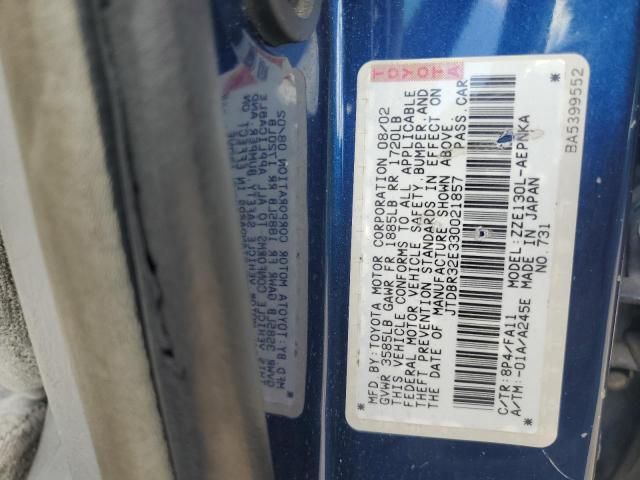 TOYOTA
MFD BY: TOYOTA MOTOR CORPORATION 08/02
GVWR 3585LB GAWR FR 1885LB RR 1720LB
THIS VEHICLE CONFORMS TO ALL APPLICABLE
FEDERAL MOTOR VEHICLE SAFETY, BUMPER, AND
THEFT PREVENTION STANDARDS IN EFFECT ON
THE DATE OF MANUFACTURE SHOWN ABOVE
JTDBR32E330021857 PASS.CAR
C/TR:8P4/FA11 MODEL:ZZE130L-AEPNKA
A/TM:-01A/A245E MADE IN JAPAN
NO.731
BA5399552